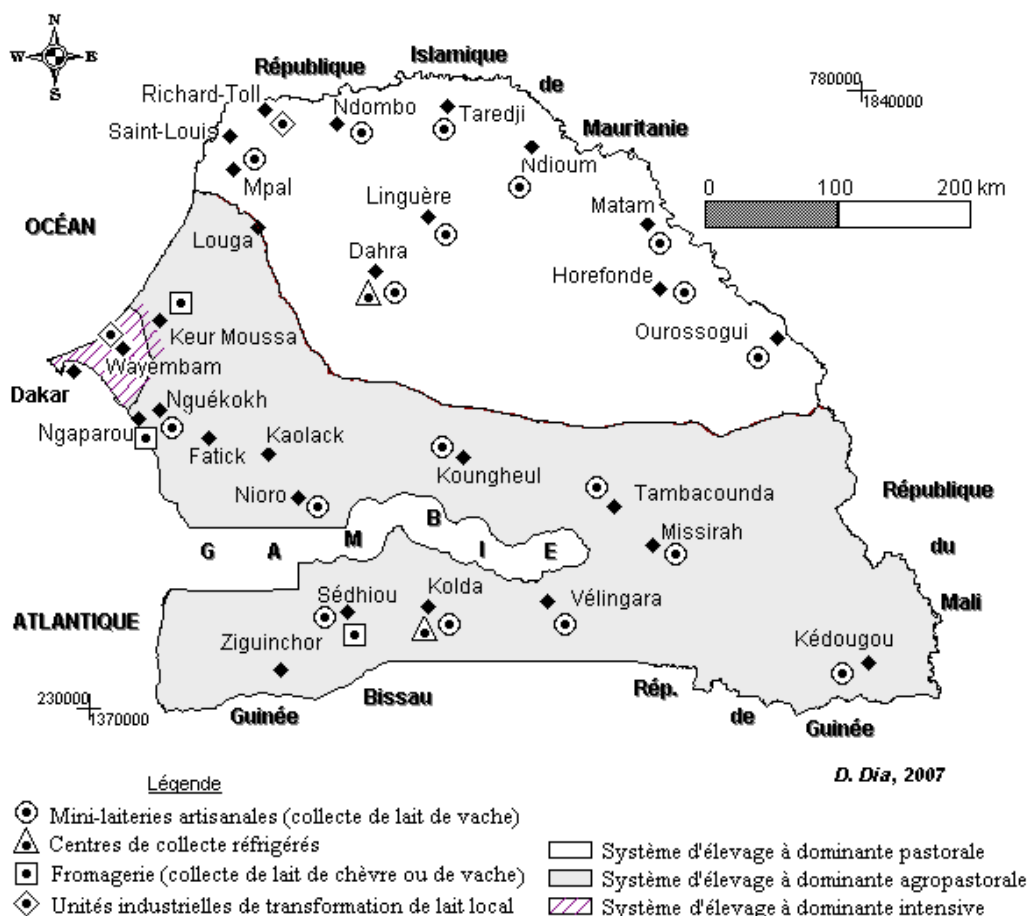 N
W E
S
République
Islamique
de
Mauritanie
780000
1840000
Richard-Toll
Ndombo
Taredji
Saint-Louis
Ndioum
Mpal
Linguère
Matam
0 100 200 km
OCÉAN
Louga
Dahra
Horefonde
Ourossogui
Keur Moussa
Wayembam
Dakar
Nguékokh
Ngaparou
Fatick
Kaolack
Koungheul
Nioro
Tambacounda
République
du
Mali
G A M B I E
Missirah
Sédhiou
Kolda
Vélingara
ATLANTIQUE
Ziguinchor
Kédougou
230000
1370000
Guinée
Bissau
Rép.
de
Guinée
D. Dia, 2007
Légende
Mini-laiteries artisanales (collecte de lait de vache)
Centres de collecte réfrigérés
Fromagerie (collecte de lait de chèvre ou de vache)
Unités industrielles de transformation de lait local
Système d'élevage à dominante pastorale
Système d'élevage à dominante agropastorale
Système d'élevage à dominante intensive